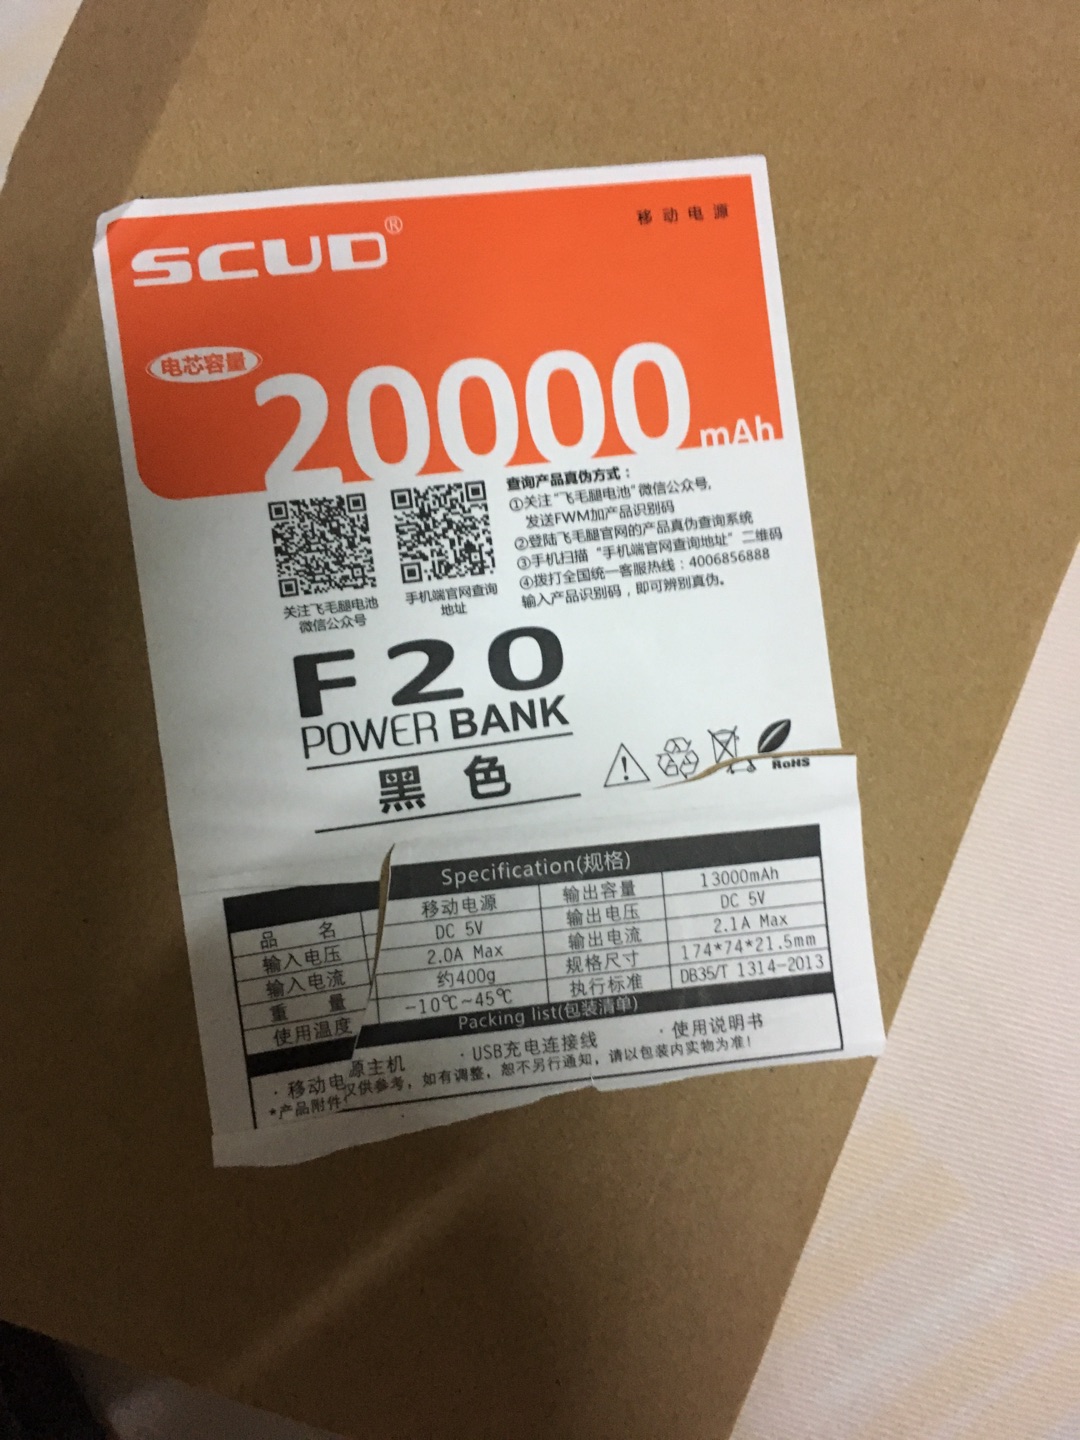 SCUD®
移动电源
电芯容量
20000mAh
查询产品真伪方式：
①关注“飞毛腿电池”微信公众号，
发送FWM加产品识别码
②登陆飞毛腿官网的产品真伪查询系统
③手机扫描“手机端官网查询地址”二维码
④拨打全国统一客服热线：4006856888
输入产品识别码，即可辨别真伪。
关注飞毛腿电池
微信公众号
手机端官网查询
地址
F20
POWER BANK
黑色
RoHS
Specification(规格)
品名 移动电源 输出容量 13000mAh
输入电压 DC 5V 输出电压 DC 5V
输入电流 2.0A Max 输出电流 2.1A Max
重量 约400g 规格尺寸 174*74*21.5mm
使用温度 -10℃~45℃ 执行标准 DB35/T 1314-2013
Packing list(包装清单)
·移动电源主机 ·USB充电连接线 ·使用说明书
*产品附件仅供参考，如有调整，恕不另行通知，请以包装内实物为准！